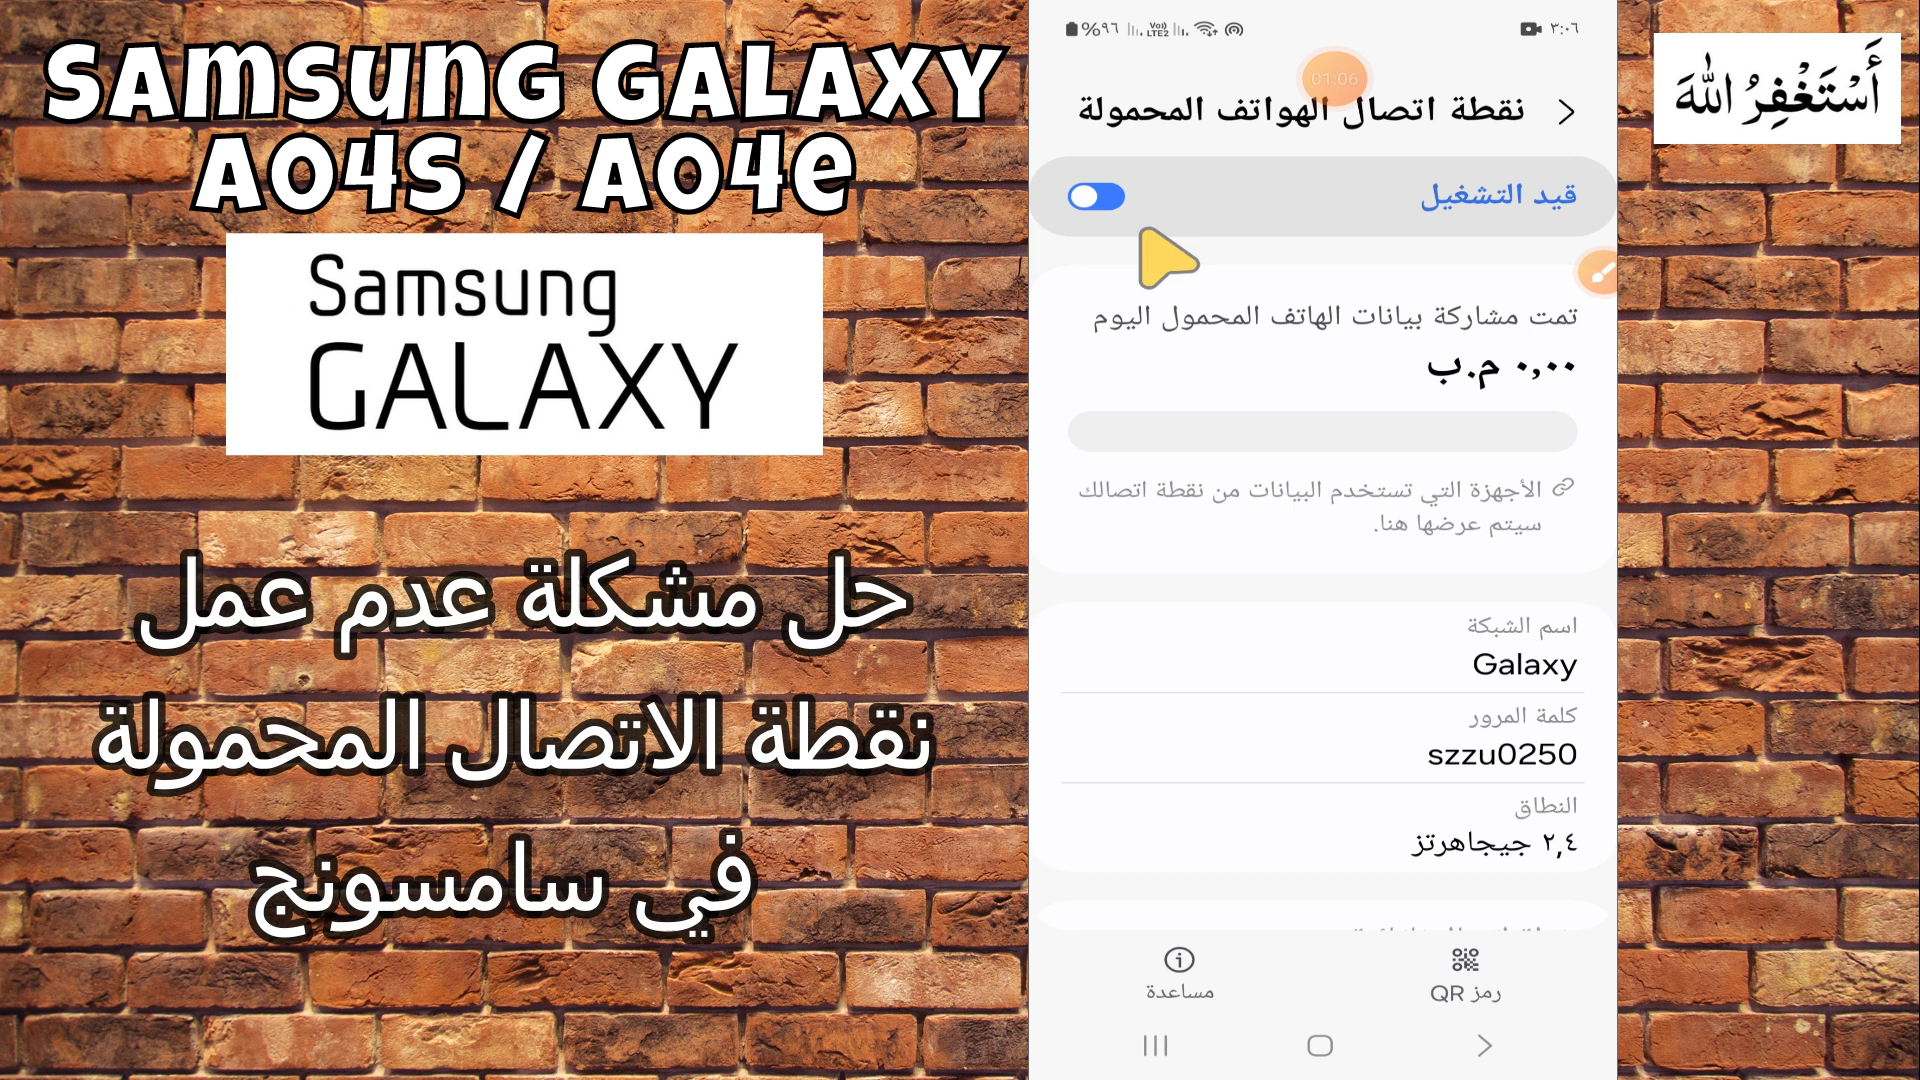 SAMSUNG GALAXY
A04S / A04e
Samsung
GALAXY
حل مشكلة عدم عمل
نقطة الاتصال المحمولة
في سامسونج
%٩٦
Vo))
LTE2
٣:٠٦
01:06
نقطة اتصال الهواتف المحمولة
قيد التشغيل
تمت مشاركة بيانات الهاتف المحمول اليوم
٠,٠٠ م.ب
الأجهزة التي تستخدم البيانات من نقطة اتصالك
سيتم عرضها هنا.
اسم الشبكة
Galaxy
كلمة المرور
szzu0250
النطاق
٢,٤ جيجاهرتز
رمز QR
مساعدة
أَسْتَغْفِرُ اللهَ